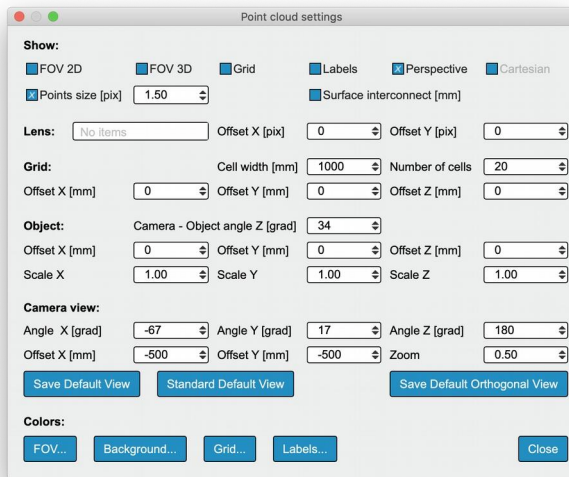 Point cloud settings
Show:
FOV 2D FOV 3D Grid Labels X Perspective Cartesian
X Points size [pix] 1.50 Surface interconnect [mm]
Lens: No items Offset X [pix] 0 Offset Y [pix] 0
Grid: Cell width [mm] 1000 Number of cells 20
Offset X [mm] 0 Offset Y [mm] 0 Offset Z [mm] 0
Object: Camera - Object angle Z [grad] 34
Offset X [mm] 0 Offset Y [mm] 0 Offset Z [mm] 0
Scale X 1.00 Scale Y 1.00 Scale Z 1.00
Camera view:
Angle X [grad] -67 Angle Y [grad] 17 Angle Z [grad] 180
Offset X [mm] -500 Offset Y [mm] -500 Zoom 0.50
Save Default View Standard Default View Save Default Orthogonal View
Colors:
FOV... Background... Grid... Labels... Close